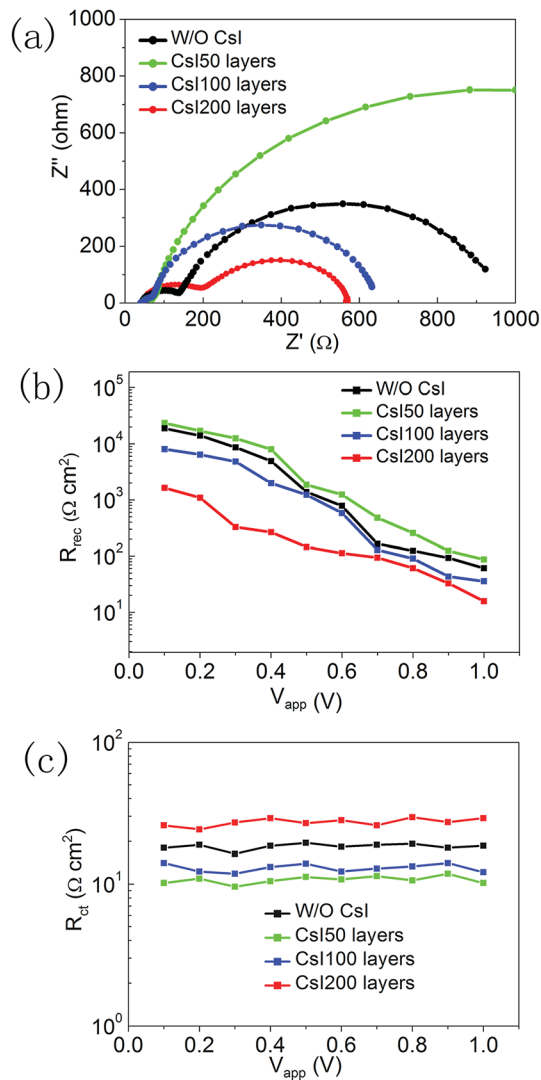 (a)
W/O CsI
CsI50 layers
CsI100 layers
CsI200 layers
1000
800
600
400
200
0
Z" (ohm)
0 200 400 600 800 1000
Z' (Ω)
(b)
W/O CsI
CsI50 layers
CsI100 layers
CsI200 layers
10⁵
10⁴
10³
10²
10¹
R_rec (Ω cm²)
0.0 0.2 0.4 0.6 0.8 1.0
V_app (V)
(c)
10²
10¹
10⁰
R_ct (Ω cm²)
W/O CsI
CsI50 layers
CsI100 layers
CsI200 layers
0.0 0.2 0.4 0.6 0.8 1.0
V_app (V)